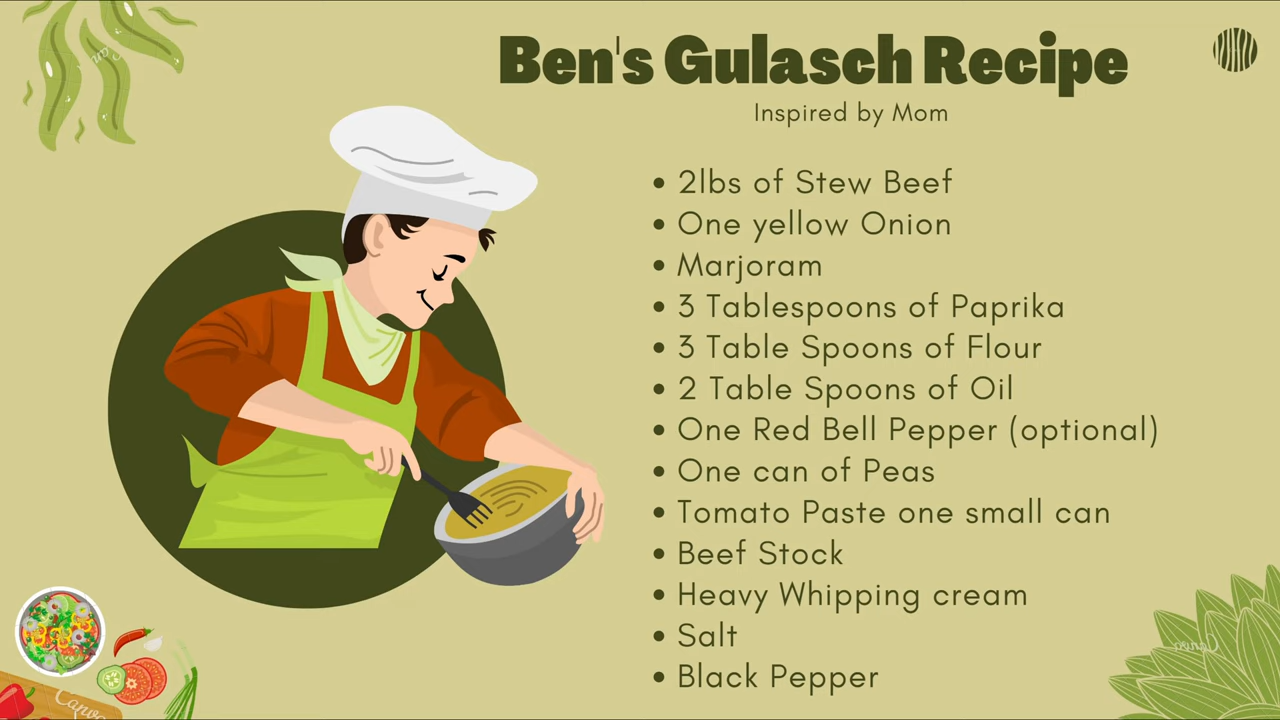 Ben's Gulasch Recipe
Inspired by Mom
• 2lbs of Stew Beef
• One yellow Onion
• Marjoram
• 3 Tablespoons of Paprika
• 3 Table Spoons of Flour
• 2 Table Spoons of Oil
• One Red Bell Pepper (optional)
• One can of Peas
• Tomato Paste one small can
• Beef Stock
• Heavy Whipping cream
• Salt
• Black Pepper
Canva
Canva